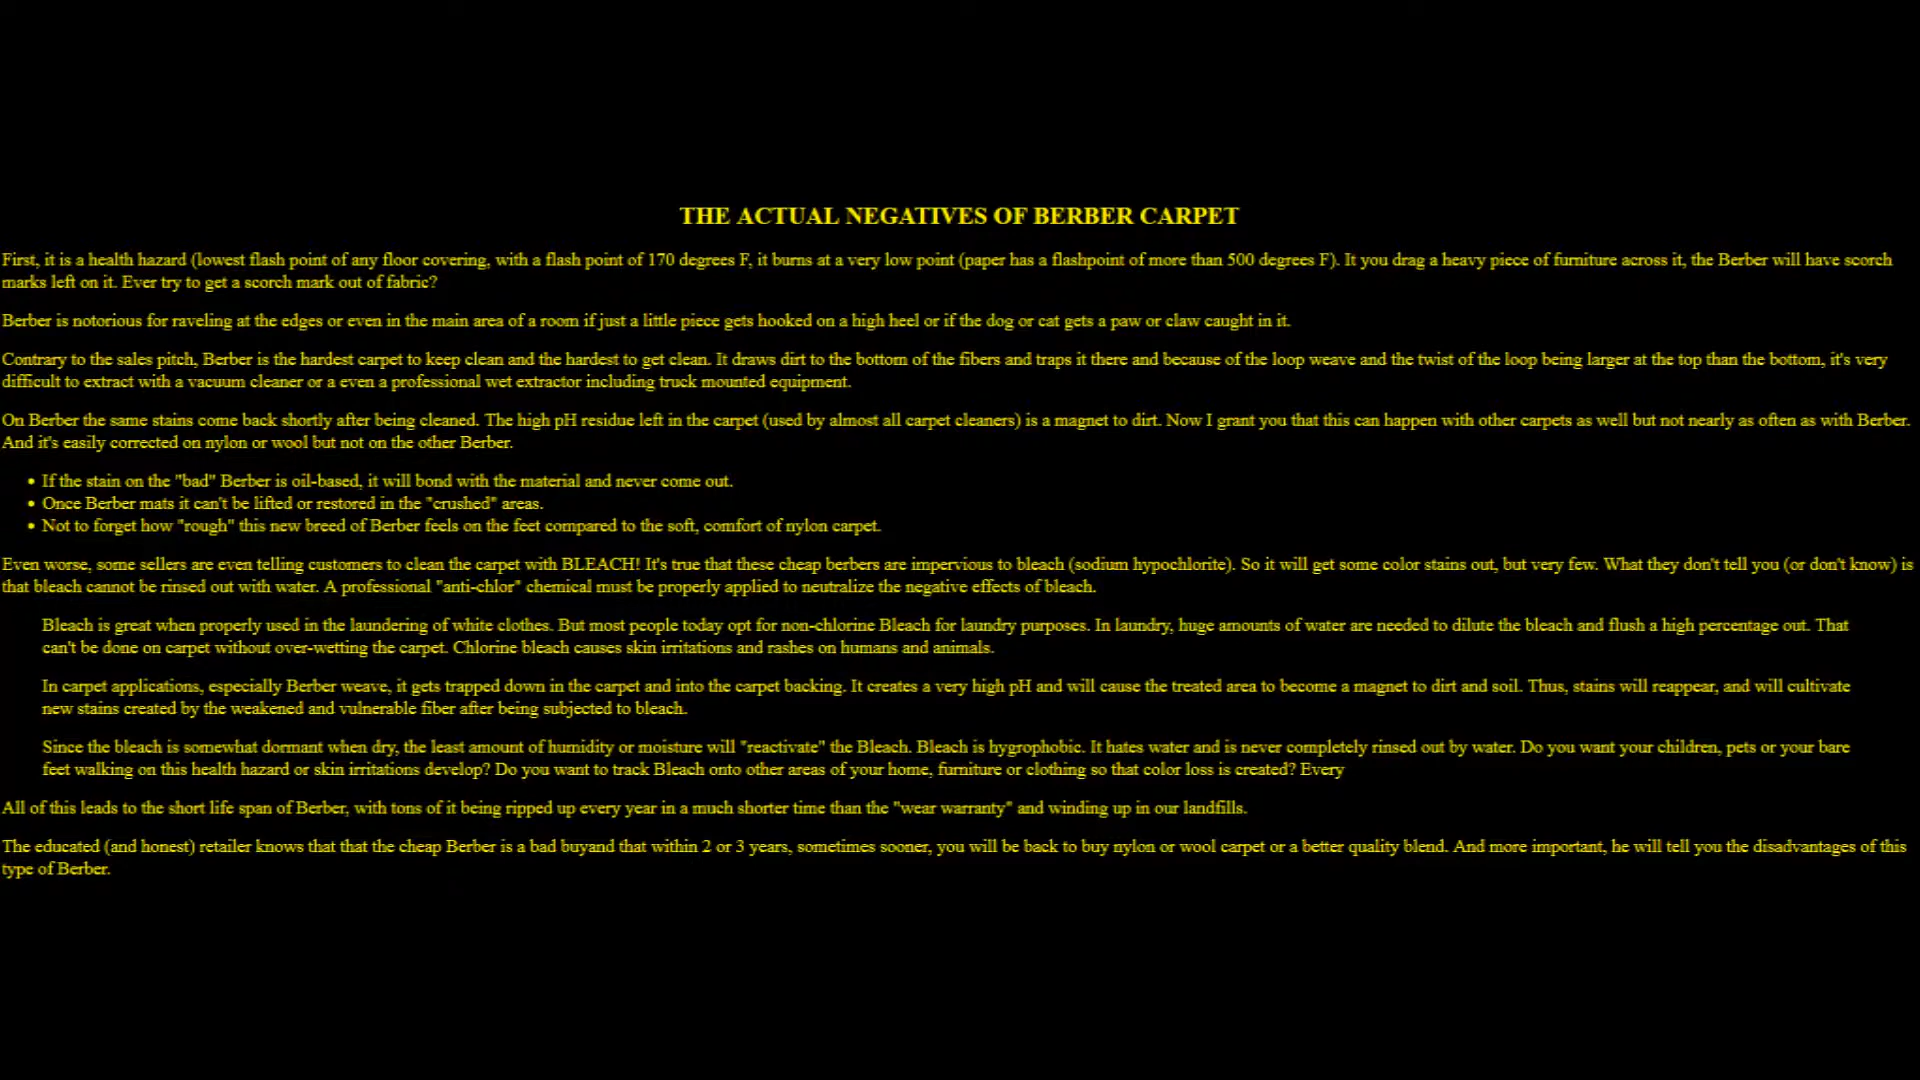 THE ACTUAL NEGATIVES OF BERBER CARPET
First, it is a health hazard (lowest flash point of any floor covering, with a flash point of 170 degrees F, it burns at a very low point (paper has a flashpoint of more than 500 degrees F). It you drag a heavy piece of furniture across it, the Berber will have scorch
marks left on it. Ever try to get a scorch mark out of fabric?
Berber is notorious for raveling at the edges or even in the main area of a room if just a little piece gets hooked on a high heel or if the dog or cat gets a paw or claw caught in it.
Contrary to the sales pitch, Berber is the hardest carpet to keep clean and the hardest to get clean. It draws dirt to the bottom of the fibers and traps it there and because of the loop weave and the twist of the loop being larger at the top than the bottom, it's very
difficult to extract with a vacuum cleaner or a even a professional wet extractor including truck mounted equipment.
On Berber the same stains come back shortly after being cleaned. The high pH residue left in the carpet (used by almost all carpet cleaners) is a magnet to dirt. Now I grant you that this can happen with other carpets as well but not nearly as often as with Berber.
And it's easily corrected on nylon or wool but not on the other Berber.
• If the stain on the "bad" Berber is oil-based, it will bond with the material and never come out.
• Once Berber mats it can't be lifted or restored in the "crushed" areas.
• Not to forget how "rough" this new breed of Berber feels on the feet compared to the soft, comfort of nylon carpet.
Even worse, some sellers are even telling customers to clean the carpet with BLEACH! It's true that these cheap berbers are impervious to bleach (sodium hypochlorite). So it will get some color stains out, but very few. What they don't tell you (or don't know) is
that bleach cannot be rinsed out with water. A professional "anti-chlor" chemical must be properly applied to neutralize the negative effects of bleach.
Bleach is great when properly used in the laundering of white clothes. But most people today opt for non-chlorine Bleach for laundry purposes. In laundry, huge amounts of water are needed to dilute the bleach and flush a high percentage out. That
can't be done on carpet without over-wetting the carpet. Chlorine bleach causes skin irritations and rashes on humans and animals.
In carpet applications, especially Berber weave, it gets trapped down in the carpet and into the carpet backing. It creates a very high pH and will cause the treated area to become a magnet to dirt and soil. Thus, stains will reappear, and will cultivate
new stains created by the weakened and vulnerable fiber after being subjected to bleach.
Since the bleach is somewhat dormant when dry, the least amount of humidity or moisture will "reactivate" the Bleach. Bleach is hygrophobic. It hates water and is never completely rinsed out by water. Do you want your children, pets or your bare
feet walking on this health hazard or skin irritations develop? Do you want to track Bleach onto other areas of your home, furniture or clothing so that color loss is created? Every
All of this leads to the short life span of Berber, with tons of it being ripped up every year in a much shorter time than the "wear warranty" and winding up in our landfills.
The educated (and honest) retailer knows that that the cheap Berber is a bad buyand that within 2 or 3 years, sometimes sooner, you will be back to buy nylon or wool carpet or a better quality blend. And more important, he will tell you the disadvantages of this
type of Berber.